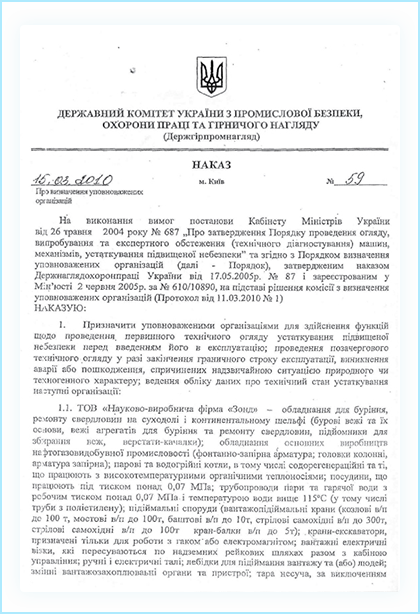 ДЕРЖАВНИЙ КОМІТЕТ УКРАЇНИ З ПРОМИСЛОВОЇ БЕЗПЕКИ,
ОХОРОНИ ПРАЦІ ТА ГІРНИЧОГО НАГЛЯДУ
(Держгірпромнагляд)
НАКАЗ
15.03.2010 м. Київ № 59
Про визначення уповноважених
організацій
На виконання вимог постанови Кабінету Міністрів України
від 26 травня 2004 року № 687 „Про затвердження Порядку проведення огляду,
випробування та експертного обстеження (технічного діагностування) машин,
механізмів, устаткування підвищеної небезпеки" та згідно з Порядком визначення
уповноважених організацій (далі - Порядок), затвердженим наказом
Держнаглядохоронпраці України від 17.05.2005р. № 87 і зареєстрованим у
Мін'юсті 2 червня 2005р. за № 610/10890, на підставі рішення комісії з визначення
уповноважених організацій (Протокол від 11.03.2010 № 1)
НАКАЗУЮ:
1. Призначити уповноваженими організаціями для здійснення функцій
щодо проведення, первинного технічного огляду устаткування підвищеної
небезпеки перед введенням його в експлуатацію; проведення позачергового
технічного огляду у разі закінчення граничного строку експлуатації, виникнення
аварії або пошкодження, спричинених надзвичайною ситуацією природного чи
техногенного характеру; ведення обліку даних про технічний стан устаткування
наступні організації:
1.1. ТОВ «Науково-виробнича фірма «Зонд» – обладнання для буріння,
ремонту свердловин на суходолі і континентальному шельфі (бурові вежі та їх
основи, вежі агрегатів для буріння та ремонту свердловин, підйомники для
збирання веж, верстати-качалки); обладнання основних виробництв
нафтогазовидобувної промисловості (фонтанно-запірна арматура; головки колонні,
арматура запірна); парові та водогрійні котли, в тому числі содорегенераційні та ті,
що працюють з високотемпературними органічними теплоносіями; посудини, що
працюють під тиском понад 0,07 МПа; трубопроводи пари та гарячої води з
робочим тиском понад 0,07 МПа і температурою води вище 115°С (у тому числі
труби з поліетилену); підіймальні споруди (вантажопідіймальні крани (козлові в/п
до 100 т, мостові в/п до 100т, баштові в/п до 10т, стрілові самохідні в/п до 300т,
стрілові самохідні в/п до 100т кран-балки в/п до 5т); крани-екскаватори,
призначені тільки для роботи з гаком або електромагнітом; вантажні електричні
візки, які пересуваються по надземних рейкових шляхах разом з кабіною
управління; ручні і електричні талі; лебідки для підіймання вантажу та (або) людей;
змінні вантажозахоплювальні органи та пристрої; тара несуча, за виключенням